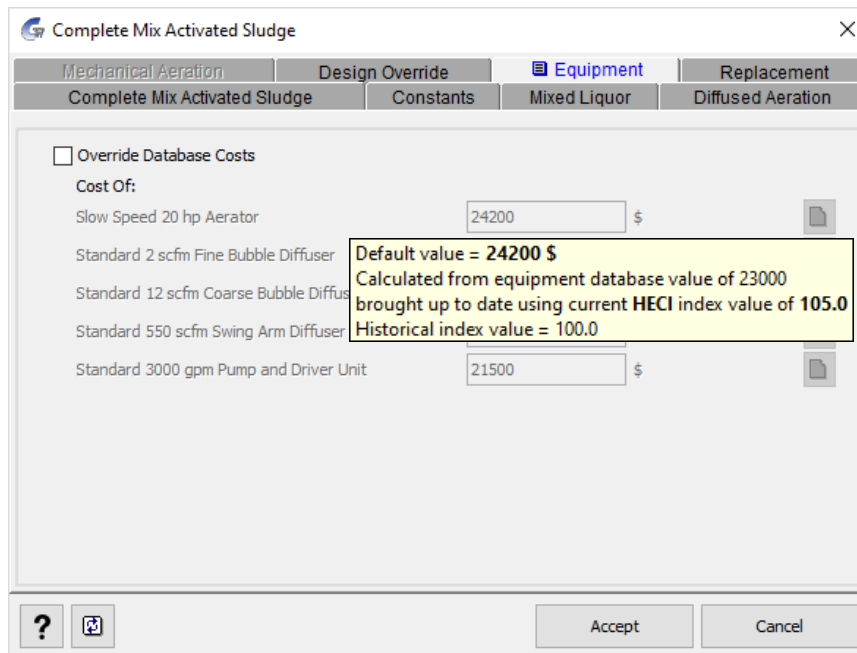 Complete Mix Activated Sludge
Mechanical Aeration
Design Override
Equipment
Replacement
Complete Mix Activated Sludge
Constants
Mixed Liquor
Diffused Aeration
Override Database Costs
Cost Of:
Slow Speed 20 hp Aerator 24200 $
Standard 2 scfm Fine Bubble Diffuser
Standard 12 scfm Coarse Bubble Diffus
Standard 550 scfm Swing Arm Diffuser
Default value = 24200 $
Calculated from equipment database value of 23000
brought up to date using current HECI index value of 105.0
Historical index value = 100.0
Standard 3000 gpm Pump and Driver Unit 21500 $
?
Accept
Cancel